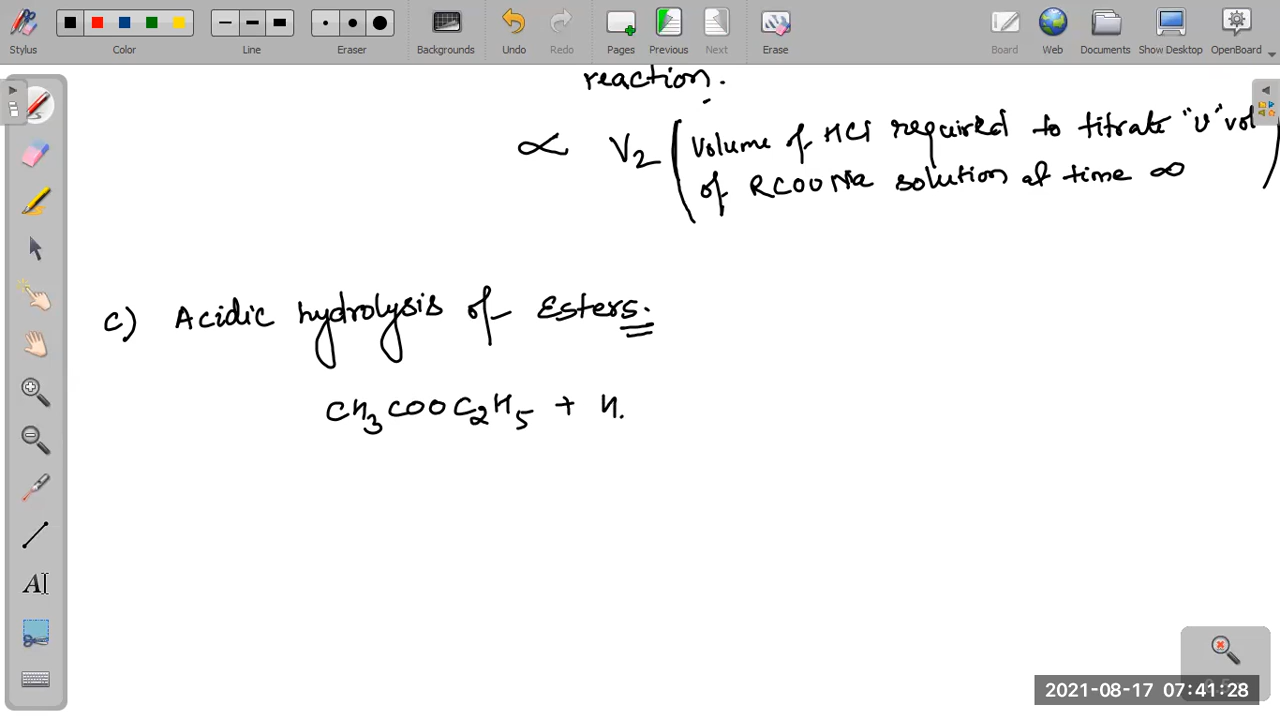 Stylus Color Line Eraser Backgrounds Undo Redo Pages Previous Next Erase Board Web Documents Show Desktop OpenBoard
reaction.
∝ V2 (Volume of HCl required to titrate "v" vol
of RCOONa solution at time ∞)
c) Acidic hydrolysis of Esters.
CH3COOC2H5 + H.
AI
2021-08-17 07:41:28